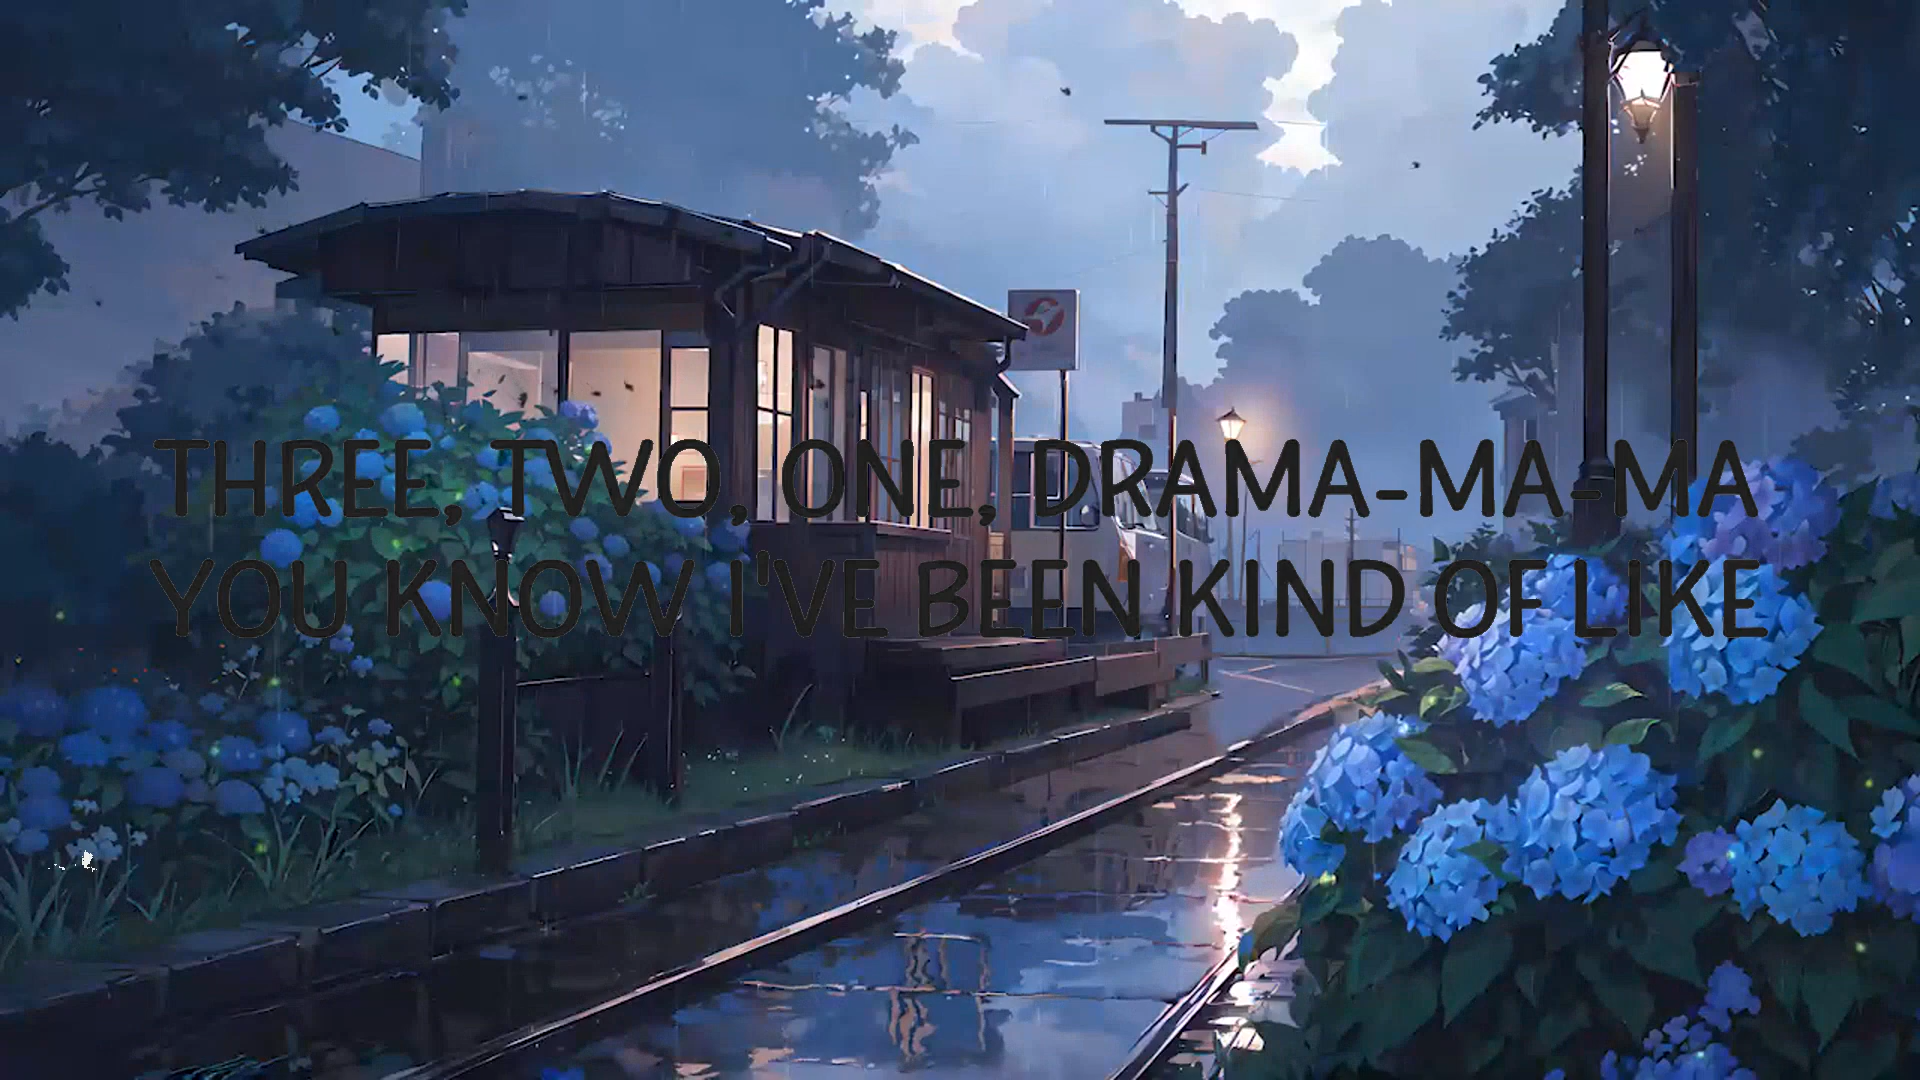 THREE, TWO, ONE, DRAMA-MA-MA
YOU KNOW I'VE BEEN KIND OF LIKE